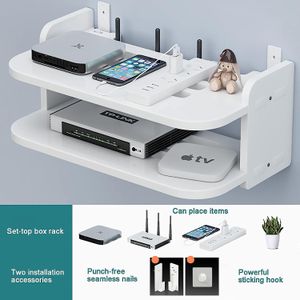 TP-LINK
tv
Can place items
Set-top box rack
Two installation
accessories
Punch-free
seamless nails
Powerful
sticking hook